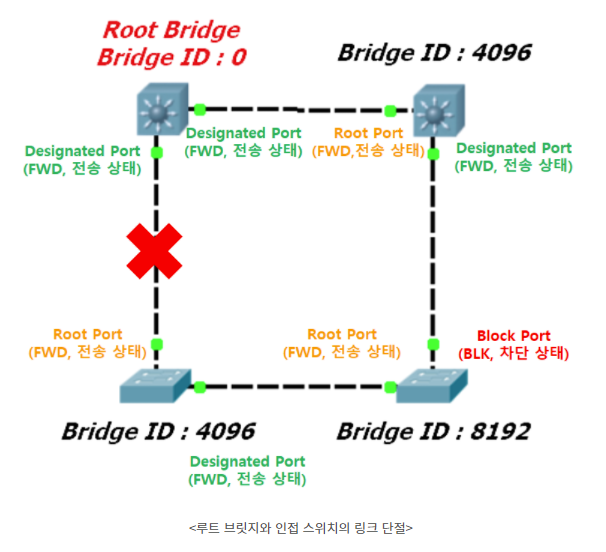 Root Bridge
Bridge ID : 0
Bridge ID : 4096
Designated Port
(FWD, 전송 상태)
Root Port
(FWD,전송 상태)
Designated Port
(FWD, 전송 상태)
Designated Port
(FWD, 전송 상태)
Root Port
(FWD, 전송 상태)
Root Port
(FWD, 전송 상태)
Block Port
(BLK, 차단 상태)
Bridge ID : 4096
Bridge ID : 8192
Designated Port
(FWD, 전송 상태)
<루트 브릿지와 인접 스위치의 링크 단절>